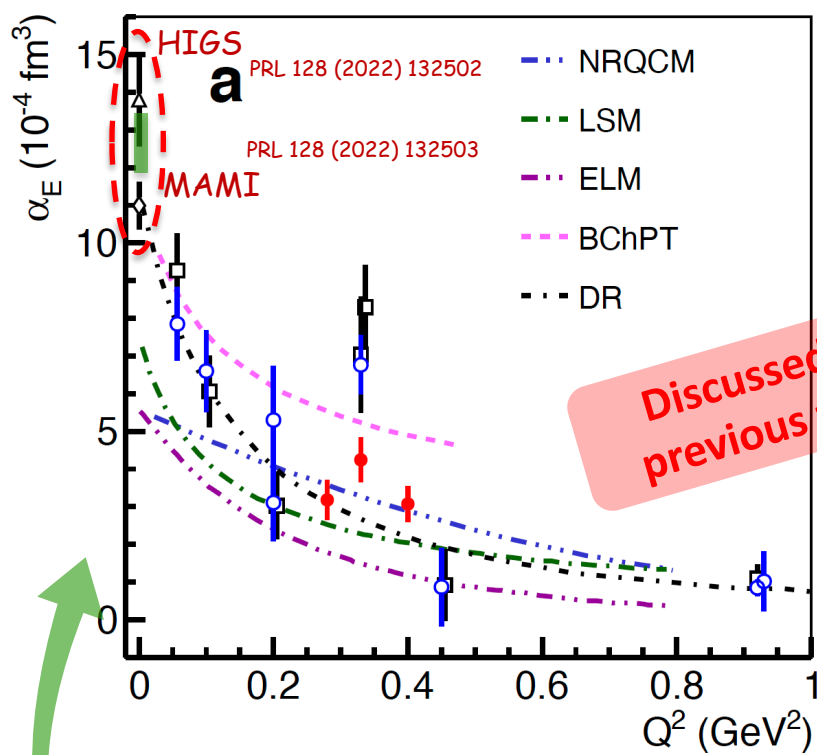 HIGS
a
PRL 128 (2022) 132502
PRL 128 (2022) 132503
MAMI
α_E (10⁻⁴ fm³)
15
10
5
0
NRQCM
LSM
ELM
BChPT
DR
Discussed
previous
0
0.2
0.4
0.6
0.8
1
Q² (GeV²)